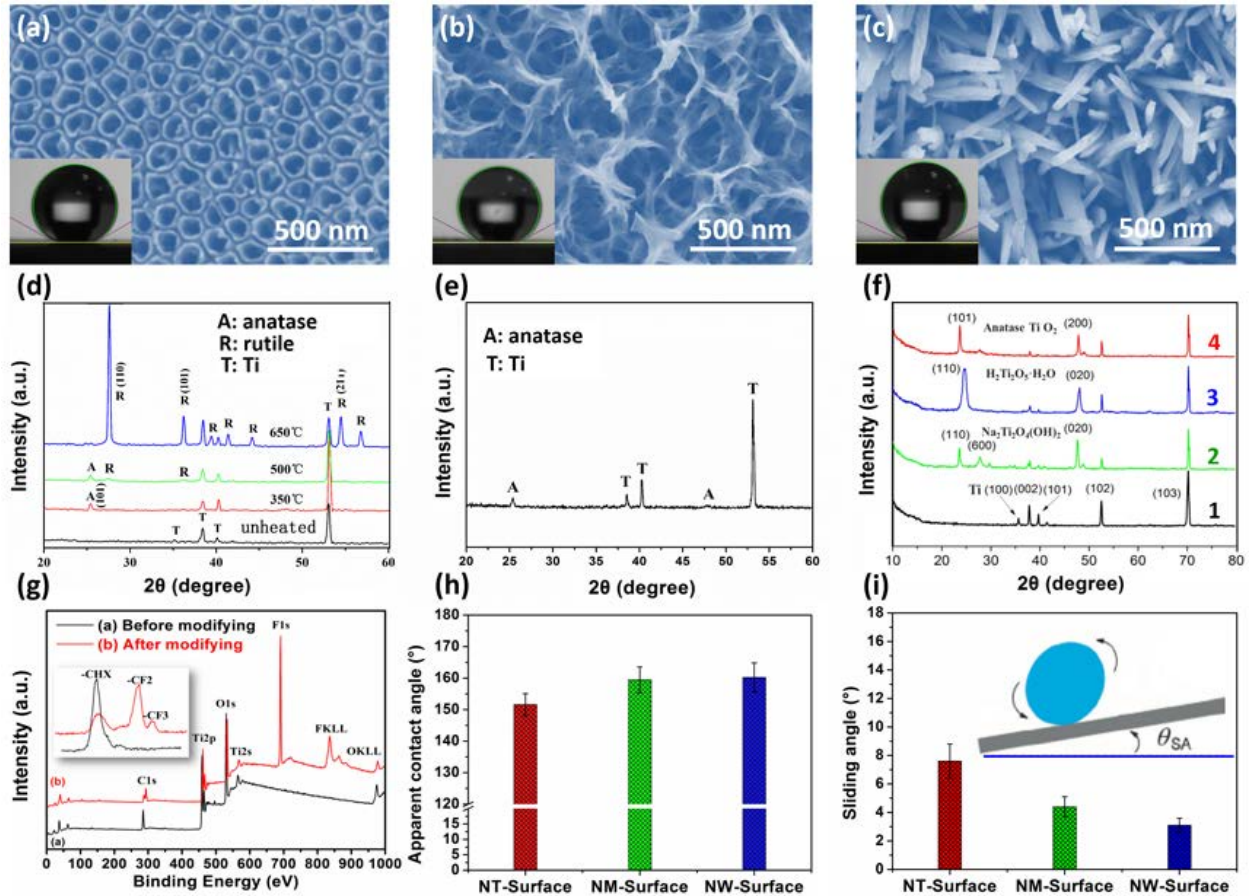 (a)
500 nm
(b)
500 nm
(c)
500 nm
(d)
A: anatase
R: rutile
T: Ti
R (110)
R (101)
R
R
R
T
R (211)
R
650℃
A
R
R
500℃
A
(101)
350℃
T
T
T
unheated
Intensity (a.u.)
20 30 40 50 60
2θ (degree)
(e)
A: anatase
T: Ti
A
T
T
A
T
Intensity (a.u.)
20 25 30 35 40 45 50 55 60
2θ (degree)
(f)
(101)
Anatase Ti O2
(200)
4
(110)
H2Ti2O5·H2O
(020)
3
(110)
(600)
Na2Ti2O4(OH)2
(020)
2
Ti (100) (002) (101)
(102)
(103)
1
Intensity (a.u.)
10 20 30 40 50 60 70 80
2θ (degree)
(g)
(a) Before modifying
(b) After modifying
-CHX
-CF2
-CF3
F1s
O1s
Ti2p
Ti2s
FKLL
OKLL
C1s
(b)
(a)
Intensity (a.u.)
0 100 200 300 400 500 600 700 800 900 1000
Binding Energy (eV)
(h)
Apparent contact angle (°)
180
170
160
150
140
130
120
15
10
5
0
NT-Surface NM-Surface NW-Surface
(i)
Sliding angle (°)
18
16
14
12
10
8
6
4
2
0
θSA
NT-Surface NM-Surface NW-Surface